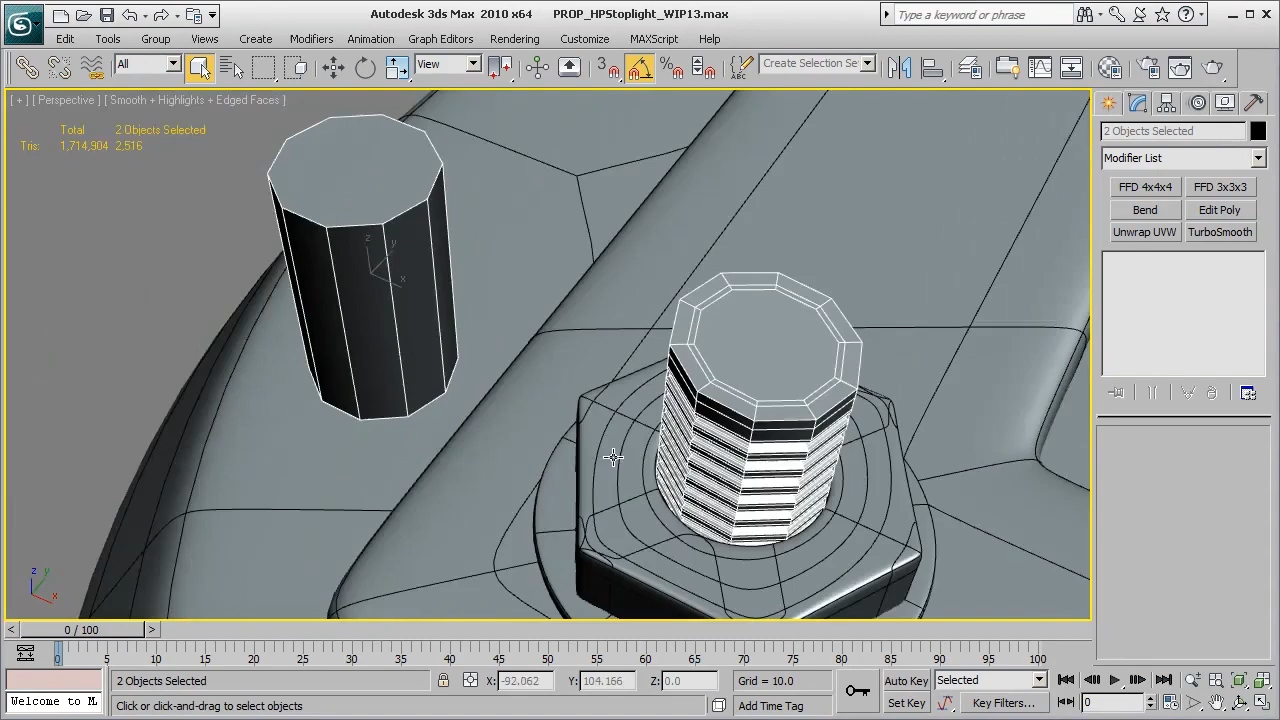 Autodesk 3ds Max 2010 x64 PROP_HPStoplight_WIP13.max
Type a keyword or phrase
Edit Tools Group Views Create Modifiers Animation Graph Editors Rendering Customize MAXScript Help
All View 3 Create Selection Se
[ + ] [ Perspective ] [ Smooth + Highlights + Edged Faces ]
Total 2 Objects Selected
Tris: 1,714,904 2,516
2 Objects Selected
Modifier List
FFD 4x4x4 FFD 3x3x3
Bend Edit Poly
Unwrap UVW TurboSmooth
z y x
z y x
< 0 / 100 >
0 5 10 15 20 25 30 35 40 45 50 55 60 65 70 75 80 85 90 95 100
2 Objects Selected X: -92.062 Y: 104.166 Z: 0.0 Grid = 10.0 Auto Key Selected
Welcome to M Click or click-and-drag to select objects Add Time Tag Set Key Key Filters... 0